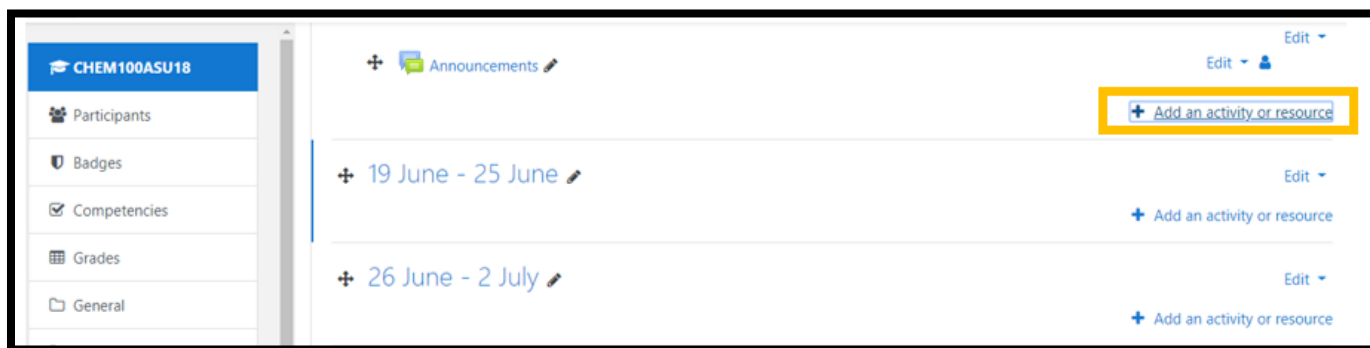 CHEM100ASU18
Participants
Badges
Competencies
Grades
General
Edit
Announcements
Edit
Add an activity or resource
19 June - 25 June
Edit
Add an activity or resource
26 June - 2 July
Edit
Add an activity or resource